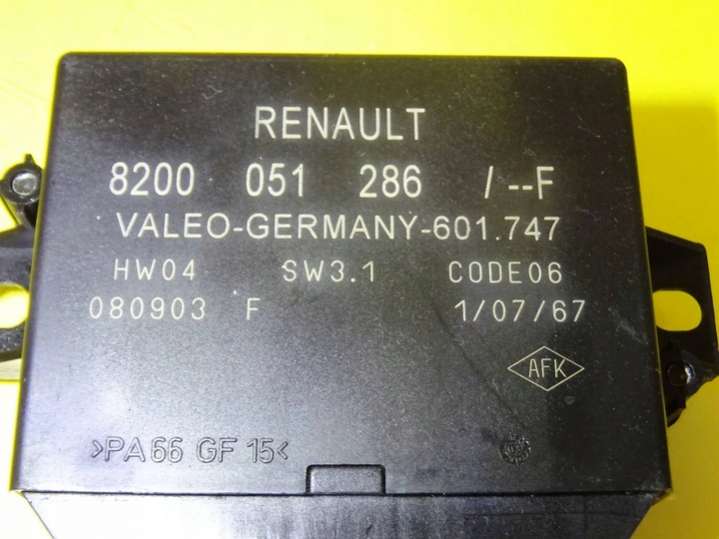 RENAULT
8200 051 286 /--F
VALEO-GERMANY-601.747
HW04 SW3.1 CODE06
080903 F 1/07/67
AFK
>PA66 GF 15<